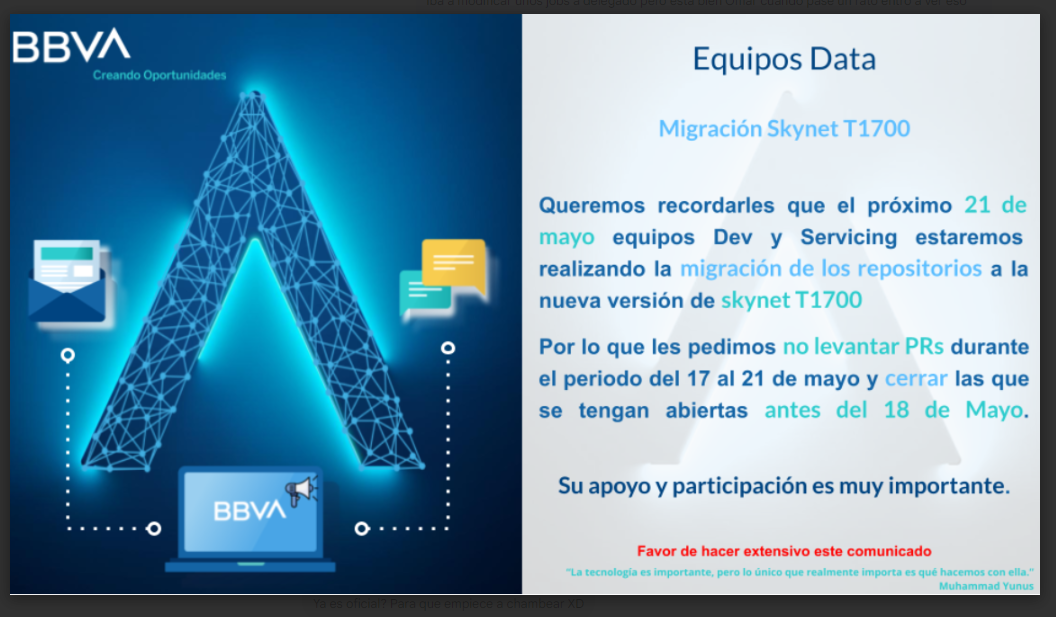 BBVA
Creando Oportunidades
BBVA
Equipos Data
Migración Skynet T1700
Queremos recordarles que el próximo 21 de
mayo equipos Dev y Servicing estaremos
realizando la migración de los repositorios a la
nueva versión de skynet T1700
Por lo que les pedimos no levantar PRs durante
el periodo del 17 al 21 de mayo y cerrar las que
se tengan abiertas antes del 18 de Mayo.
Su apoyo y participación es muy importante.
Favor de hacer extensivo este comunicado
"La tecnología es importante, pero lo único que realmente importa es qué hacemos con ella."
Muhammad Yunus
Ya es oficial? Para que empiece a chambear XD